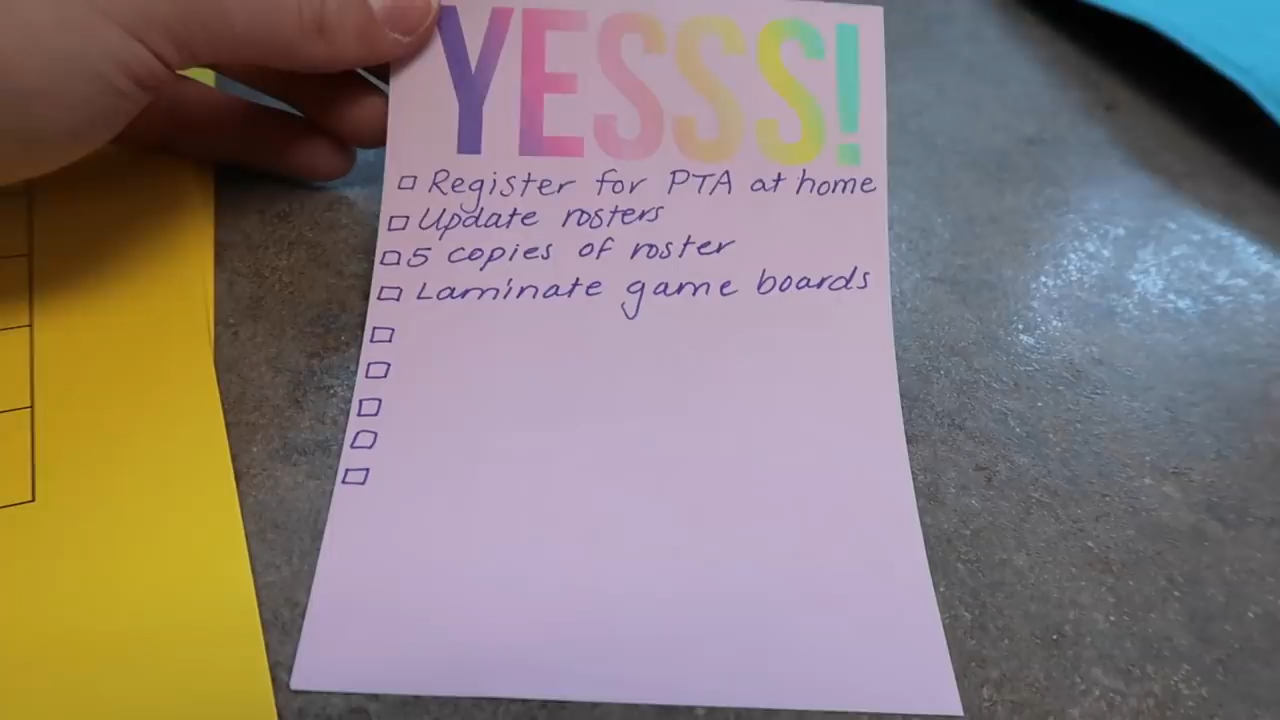 YESSS!
Register for PTA at home
Update rosters
5 copies of roster
Laminate game boards